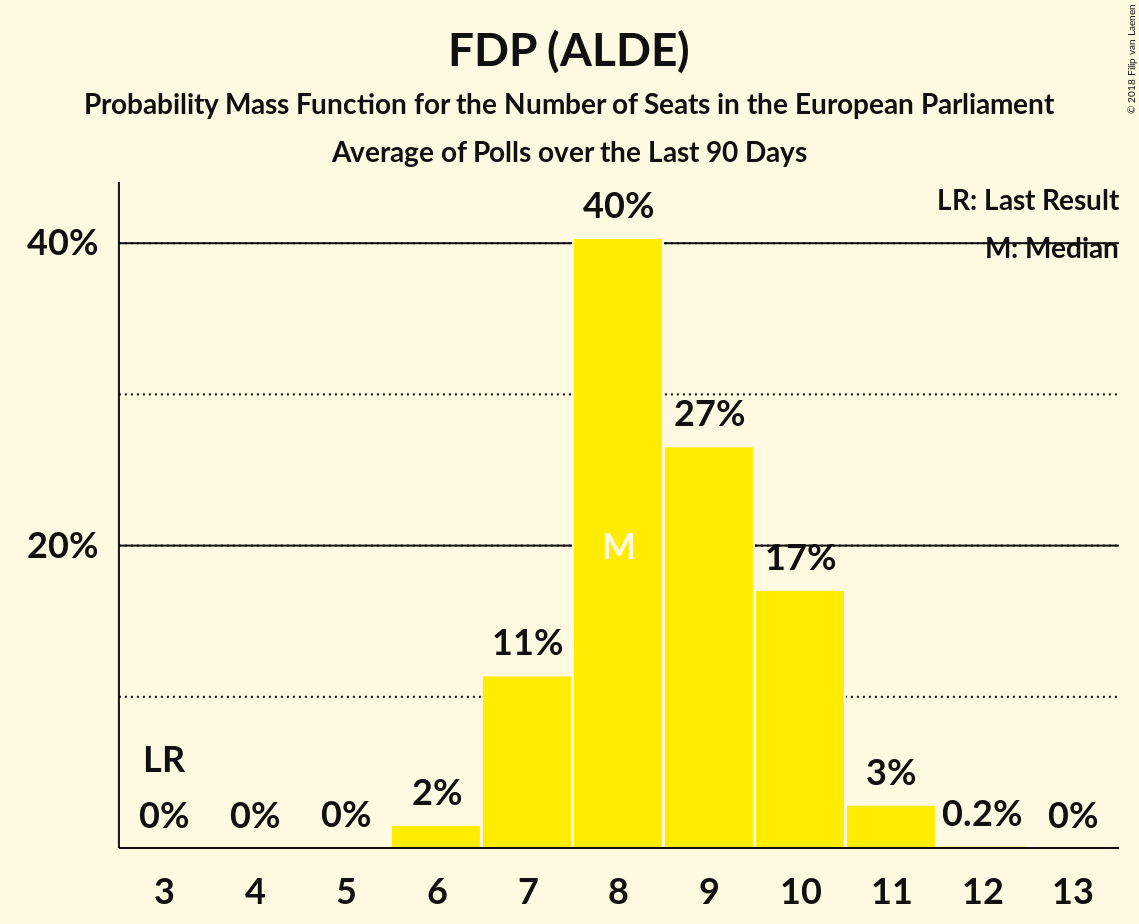 FDP (ALDE)
Probability Mass Function for the Number of Seats in the European Parliament
Average of Polls over the Last 90 Days
© 2018 Filip van Laenen
LR: Last Result
M: Median
40%
20%
LR
0%
0%
0%
2%
11%
40%
M
27%
17%
3%
0.2%
0%
3 4 5 6 7 8 9 10 11 12 13